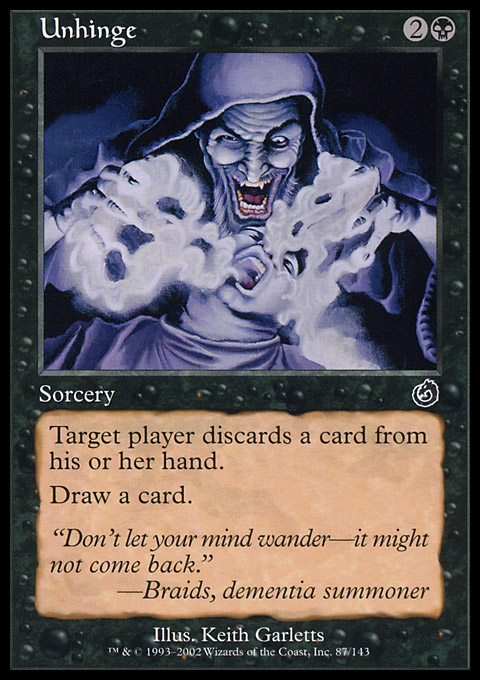 Unhinge 2
Sorcery
Target player discards a card from
his or her hand.
Draw a card.
“Don’t let your mind wander—it might
not come back.”
—Braids, dementia summoner
Illus. Keith Garletts
™ & © 1993–2002 Wizards of the Coast, Inc. 87/143